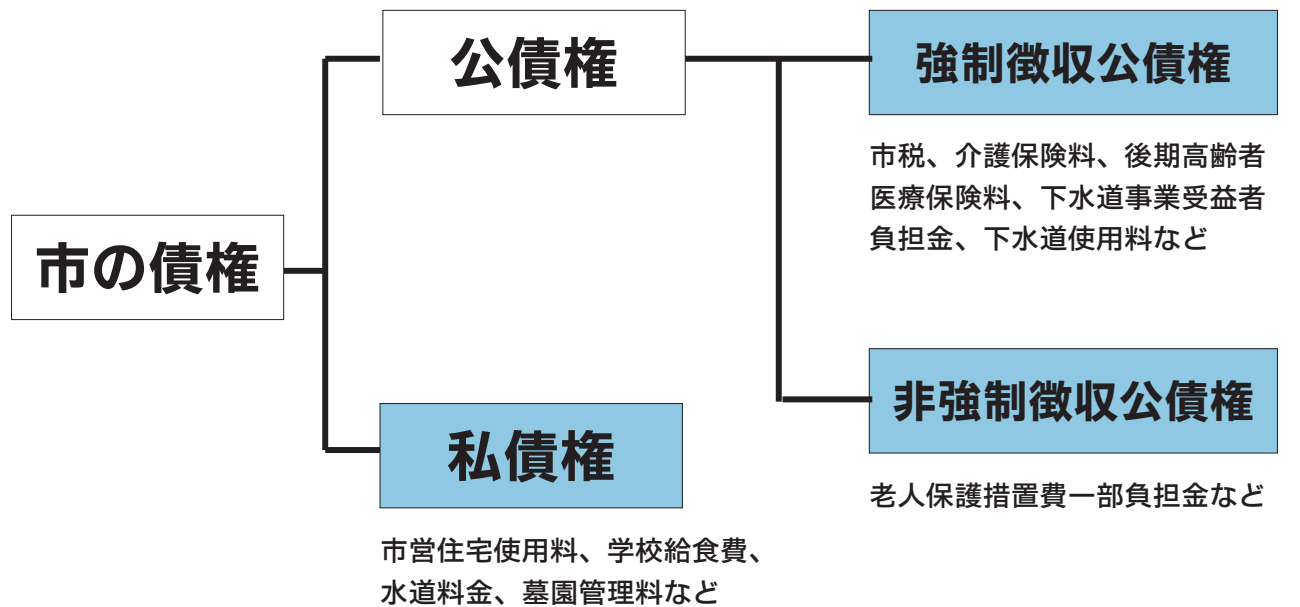 公債権
強制徴収公債権
市税、介護保険料、後期高齢者
医療保険料、下水道事業受益者
負担金、下水道使用料など
市の債権
非強制徴収公債権
老人保護措置費一部負担金など
私債権
市営住宅使用料、学校給食費、
水道料金、墓園管理料など